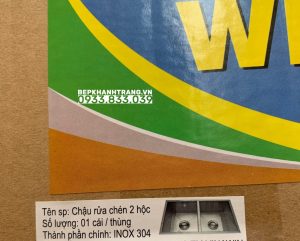 W
BEPKHANHTRANG.VN
0933.833.039
Tên sp: Chậu rửa chén 2 hộc
Số lượng: 01 cái / thùng
Thành phần chính: INOX 304